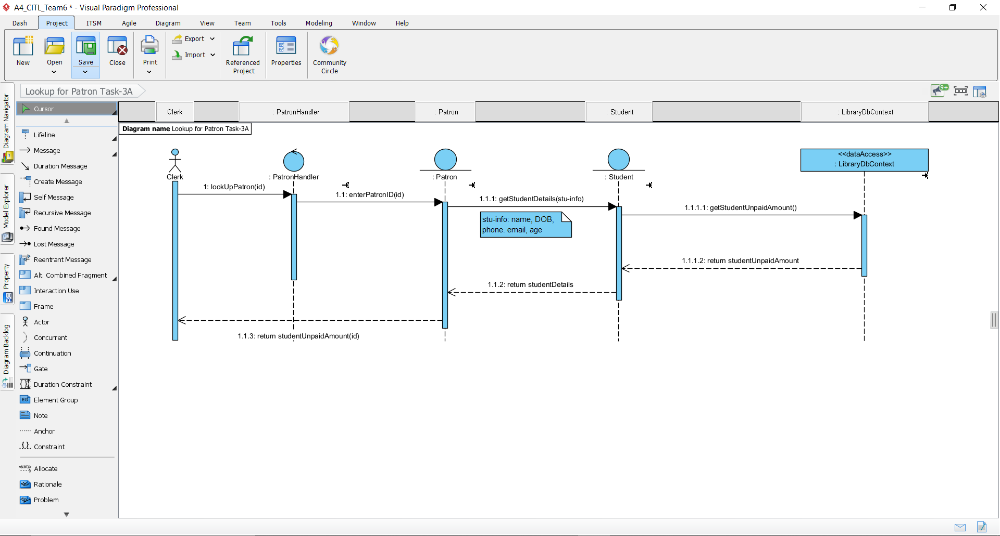 A4_CITL_Team6 * - Visual Paradigm Professional
Dash Project ITSM Agile Diagram View Team Tools Modeling Window Help
New
Open
Save
Close
Print
Export
Import
Referenced
Project
Properties
Community
Circle
Lookup for Patron Task-3A
9+
Diagram Navigator
Model Explorer
Property
Diagram Backlog
Cursor
Lifeline
Message
Duration Message
Create Message
Self Message
Recursive Message
Found Message
Lost Message
Reentrant Message
Alt. Combined Fragment
Interaction Use
Frame
Actor
Concurrent
Continuation
Gate
Duration Constraint
EG Element Group
Note
Anchor
Constraint
Allocate
Rationale
Problem
Clerk : PatronHandler : Patron : Student : LibraryDbContext
Diagram name Lookup for Patron Task-3A
<<dataAccess>>
: LibraryDbContext
Clerk : PatronHandler : Patron : Student
1: lookUpPatron(id)
1.1: enterPatronID(id)
1.1.1: getStudentDetails(stu-info)
1.1.1.1: getStudentUnpaidAmount()
stu-info: name, DOB,
phone. email, age
1.1.1.2: return studentUnpaidAmount
1.1.2: return studentDetails
1.1.3: return studentUnpaidAmount(id)